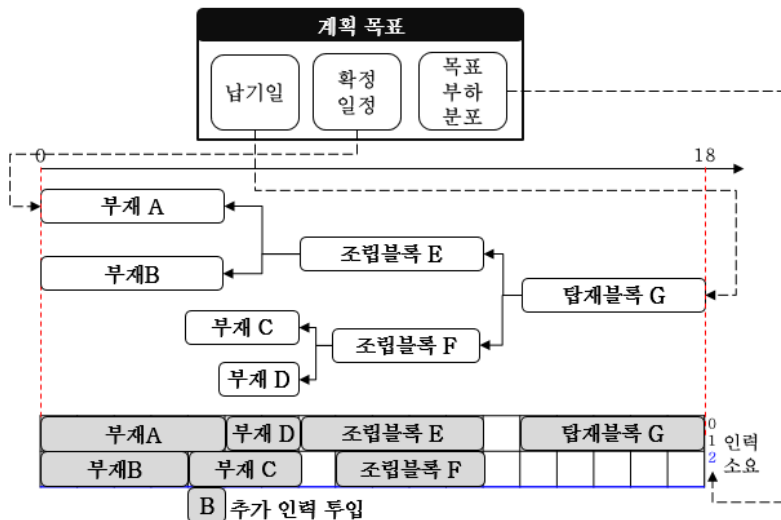 계획 목표
납기일
확정
일정
목표
부하
분포
0
18
부재 A
조립블록 E
부재B
탑재블록 G
부재 C
조립블록 F
부재 D
부재A
부재 D
조립블록 E
탑재블록 G
0
1
2
인력
소요
부재B
부재 C
조립블록 F
B
추가 인력 투입